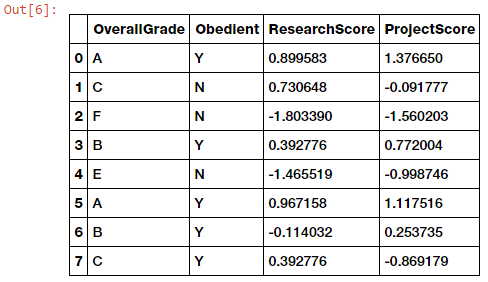 Out[6]:
OverallGrade Obedient ResearchScore ProjectScore
0 A Y 0.899583 1.376650
1 C N 0.730648 -0.091777
2 F N -1.803390 -1.560203
3 B Y 0.392776 0.772004
4 E N -1.465519 -0.998746
5 A Y 0.967158 1.117516
6 B Y -0.114032 0.253735
7 C Y 0.392776 -0.869179